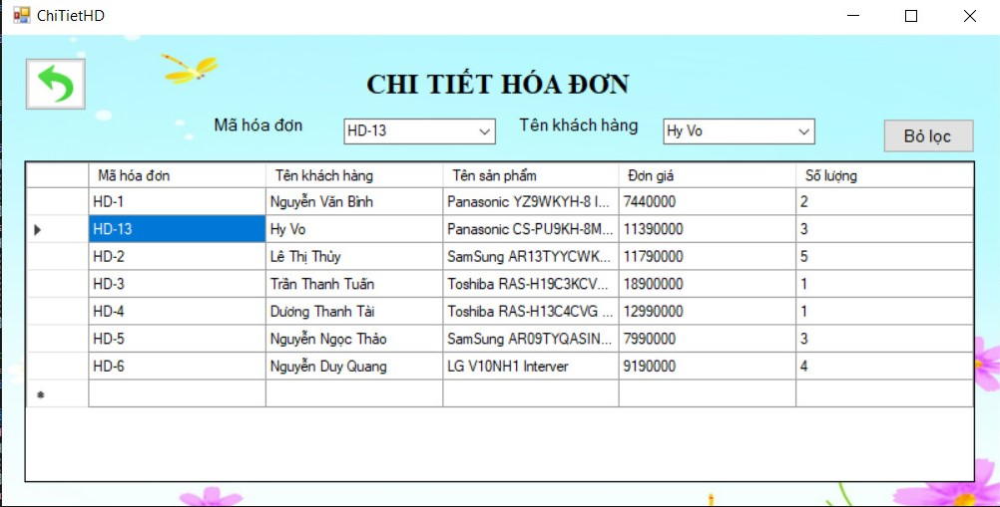 ChiTietHD
CHI TIẾT HÓA ĐƠN
Mã hóa đơn HD-13 Tên khách hàng Hy Vo Bỏ lọc
Mã hóa đơn Tên khách hàng Tên sản phẩm Đơn giá Số lượng
HD-1 Nguyễn Văn Bình Panasonic YZ9WKYH-8 I... 7440000 2
HD-13 Hy Vo Panasonic CS-PU9KH-8M... 11390000 3
HD-2 Lê Thị Thủy SamSung AR13TYYCWK... 11790000 5
HD-3 Trần Thanh Tuấn Toshiba RAS-H19C3KCV... 18900000 1
HD-4 Dương Thanh Tài Toshiba RAS-H13C4CVG ... 12990000 1
HD-5 Nguyễn Ngọc Thảo SamSung AR09TYQASIN... 7990000 3
HD-6 Nguyễn Duy Quang LG V10NH1 Interver 9190000 4